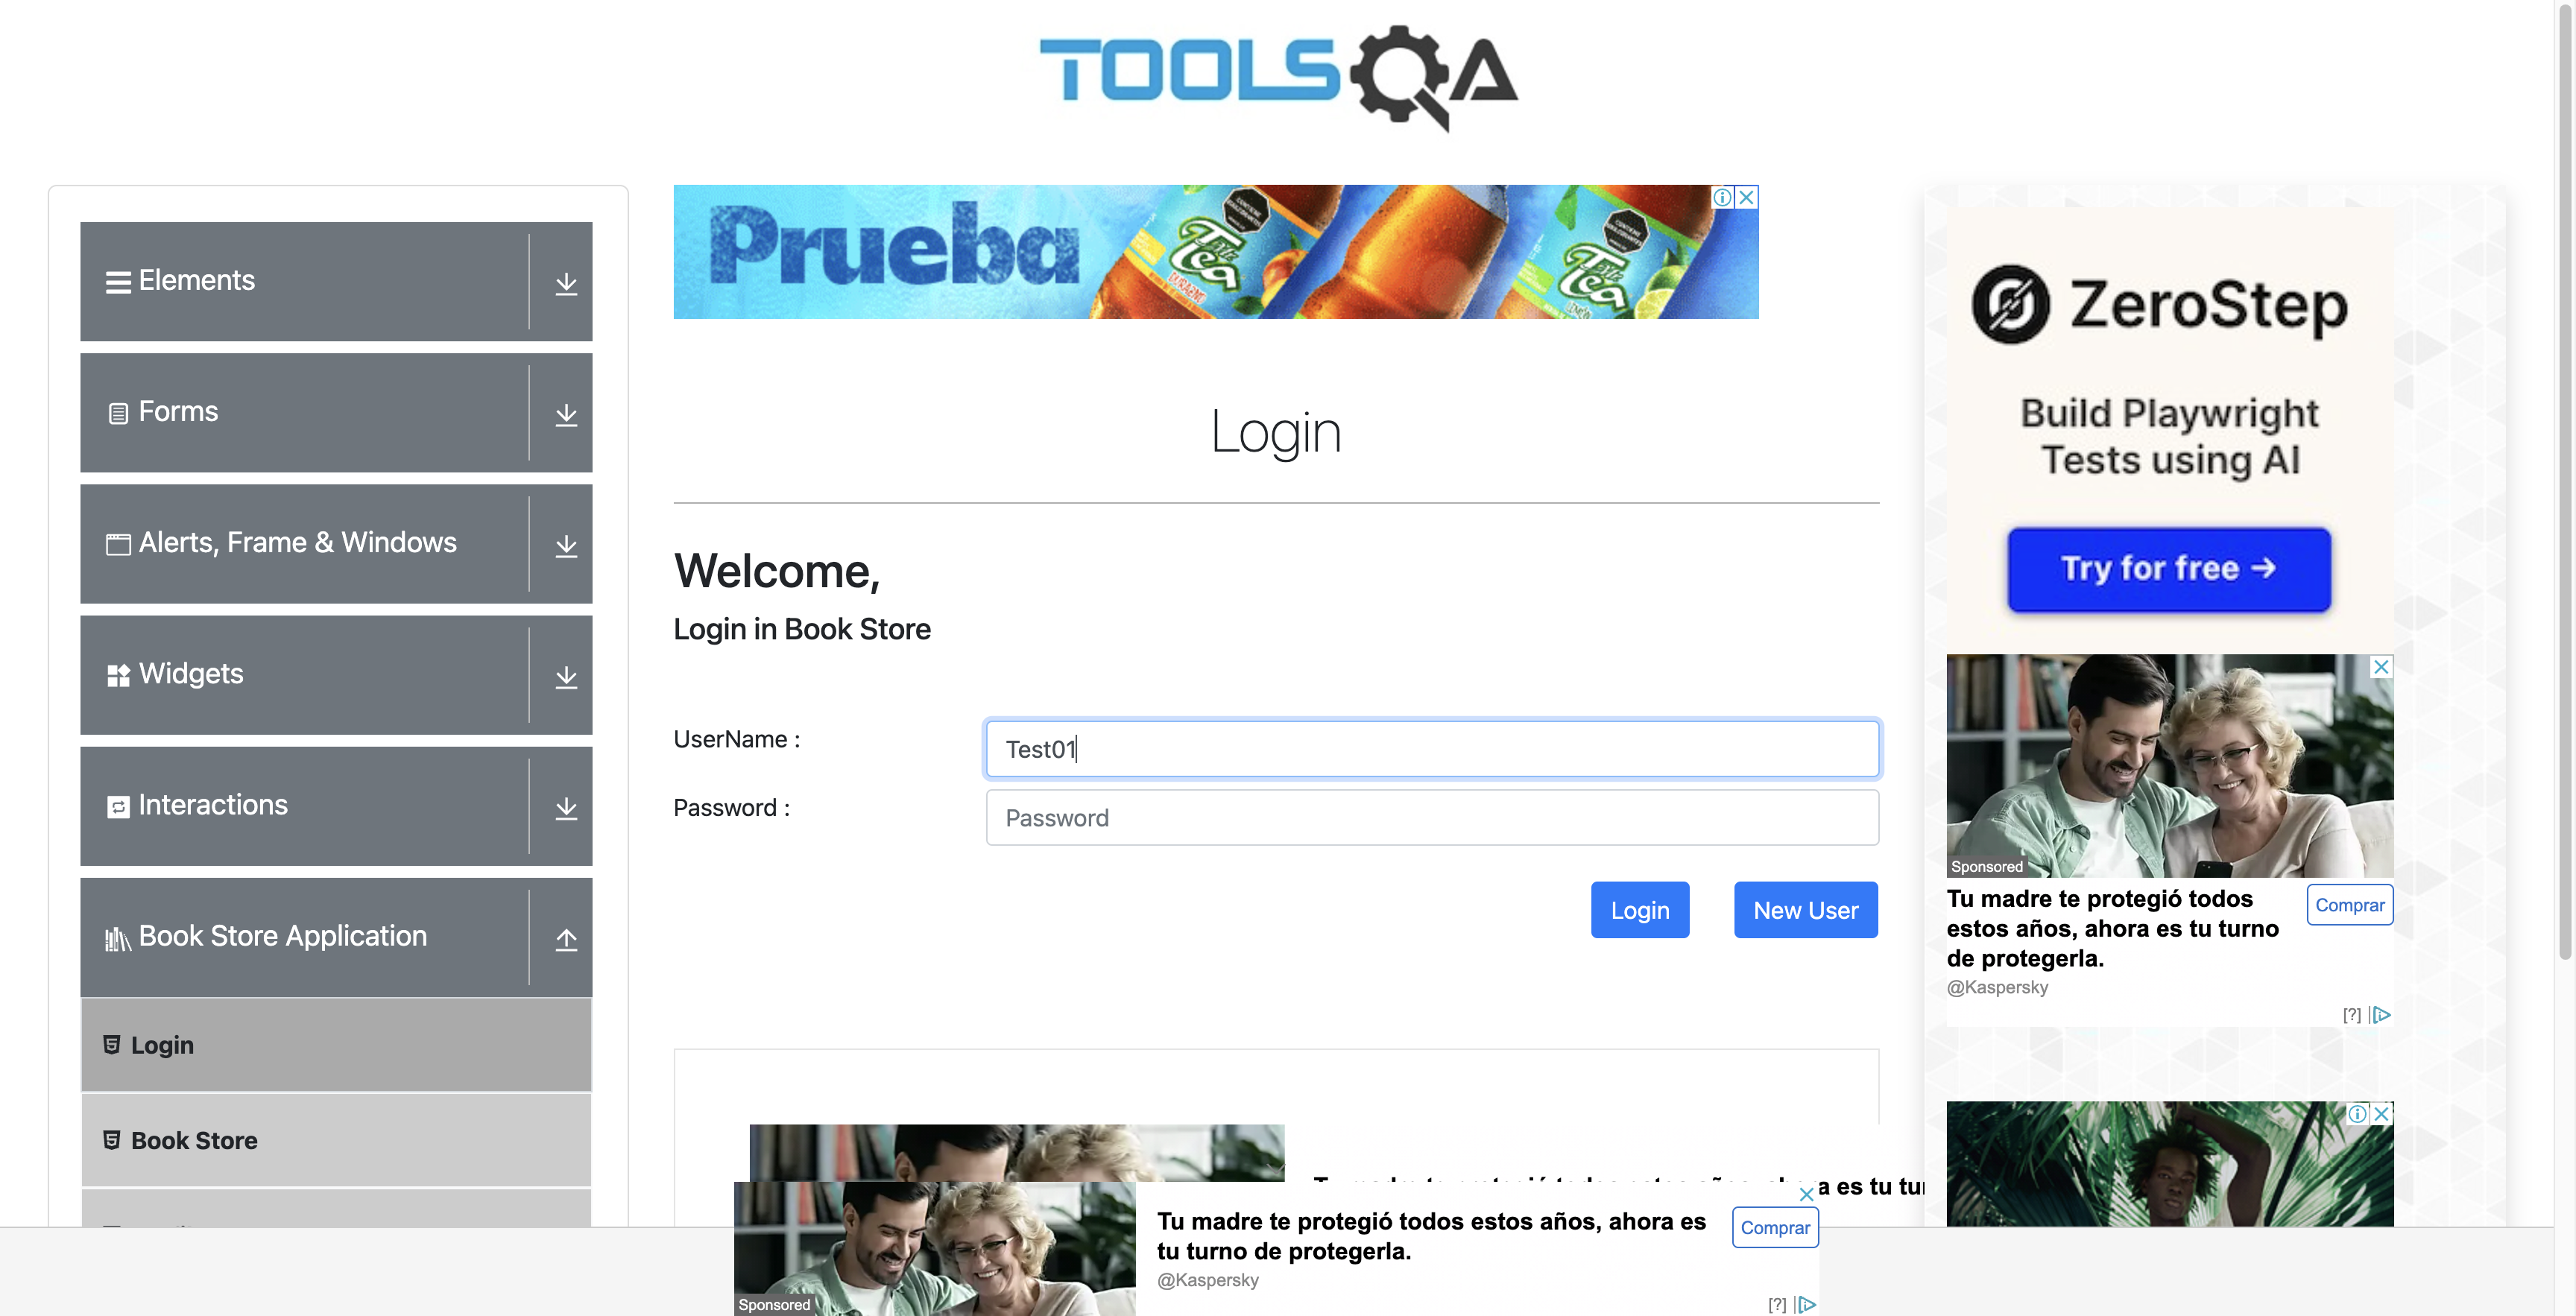 TOOLSQA
Elements
Forms
Alerts, Frame & Windows
Widgets
Interactions
Book Store Application
Login
Book Store
Prueba
Tea
Tea
Login
Welcome,
Login in Book Store
UserName :
Test01
Password :
Password
Login
New User
Tu madre te protegió todos estos años, ahora es
tu turno de protegerla.
@Kaspersky
Comprar
Sponsored
[?]
ZeroStep
Build Playwright
Tests using AI
Try for free →
Sponsored
Tu madre te protegió todos
estos años, ahora es tu turno
de protegerla.
Comprar
@Kaspersky
[?]